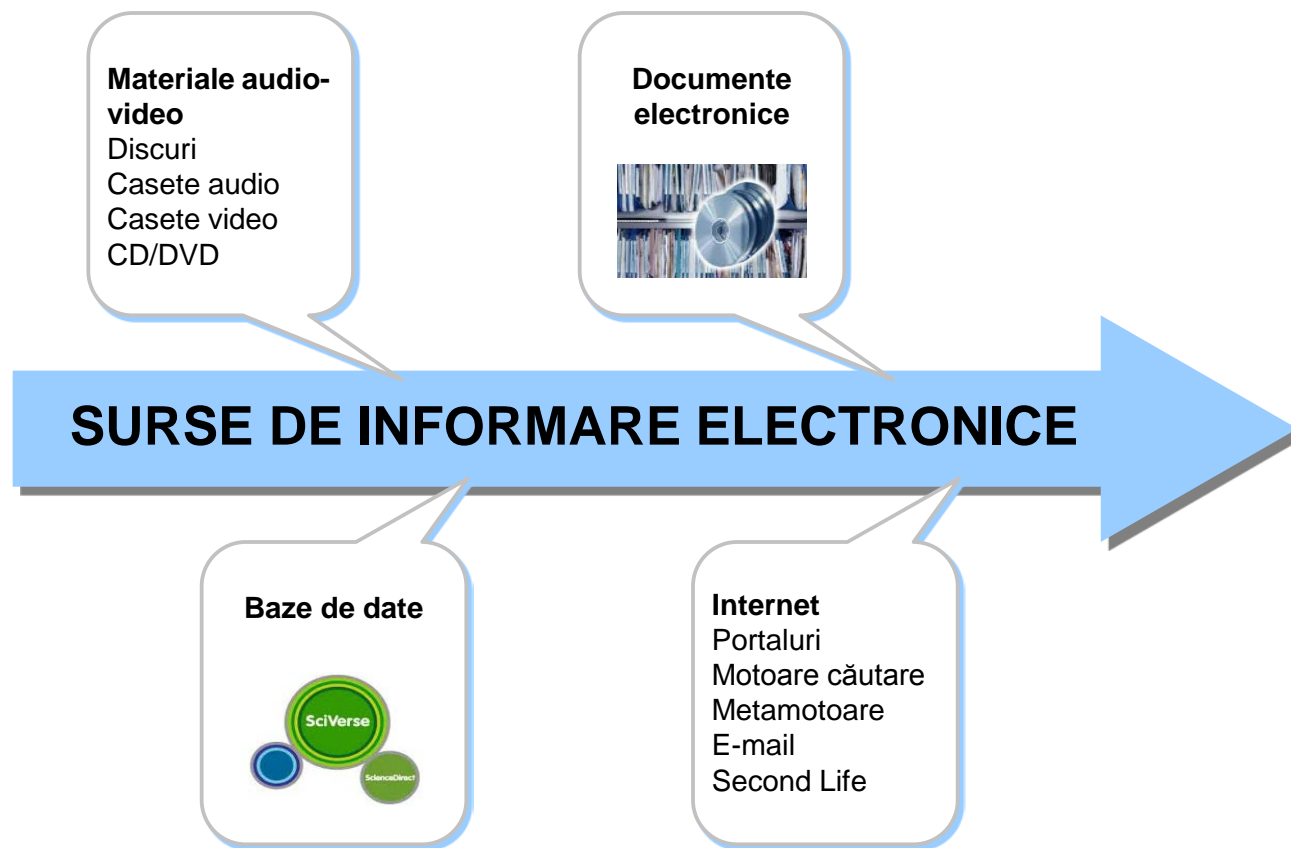 Materiale audio-
video
Discuri
Casete audio
Casete video
CD/DVD
Documente
electronice
SURSE DE INFORMARE ELECTRONICE
Baze de date
SciVerse
ScienceDirect
Internet
Portaluri
Motoare căutare
Metamotoare
E-mail
Second Life